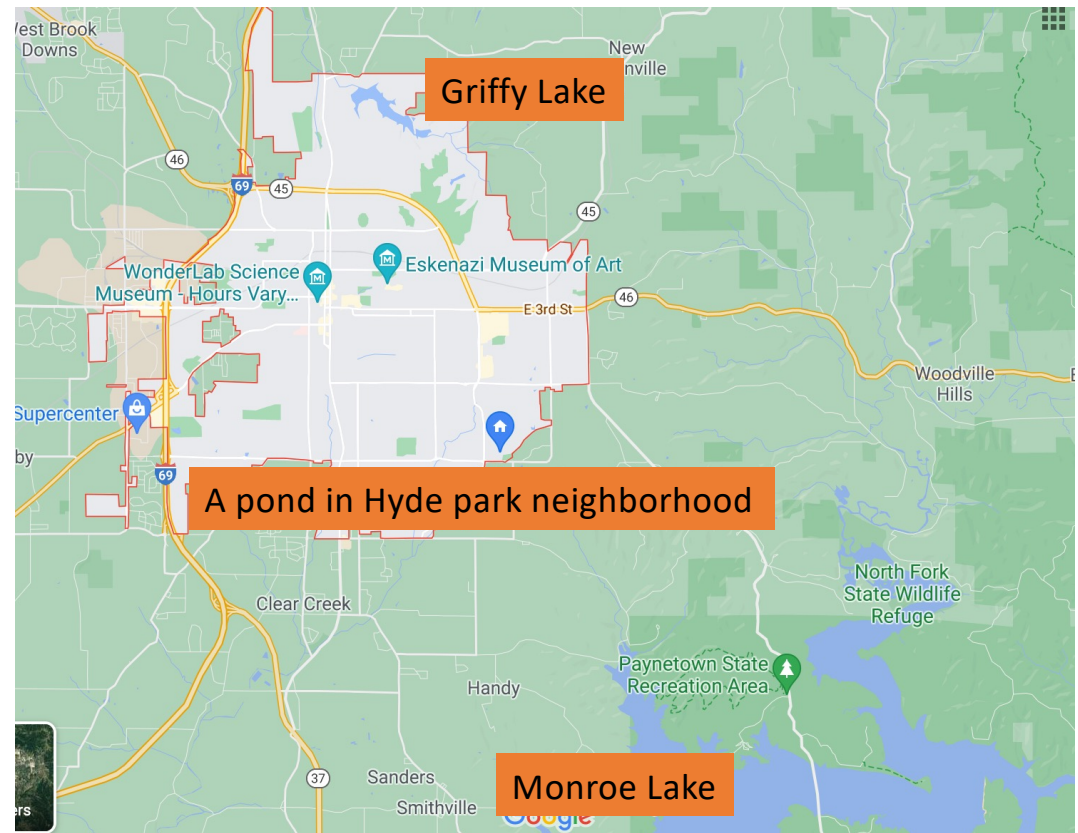 /est Brook
Downs
New
nville
Griffy Lake
46
69
45
45
WonderLab Science
Museum - Hours Vary...
Eskenazi Museum of Art
E 3rd St
46
Woodville
Hills
E
Supercenter
by
69
A pond in Hyde park neighborhood
North Fork
State Wildlife
Refuge
Clear Creek
Paynetown State
Recreation Area
Handy
37
Sanders
Monroe Lake
Smithville
Google
ers